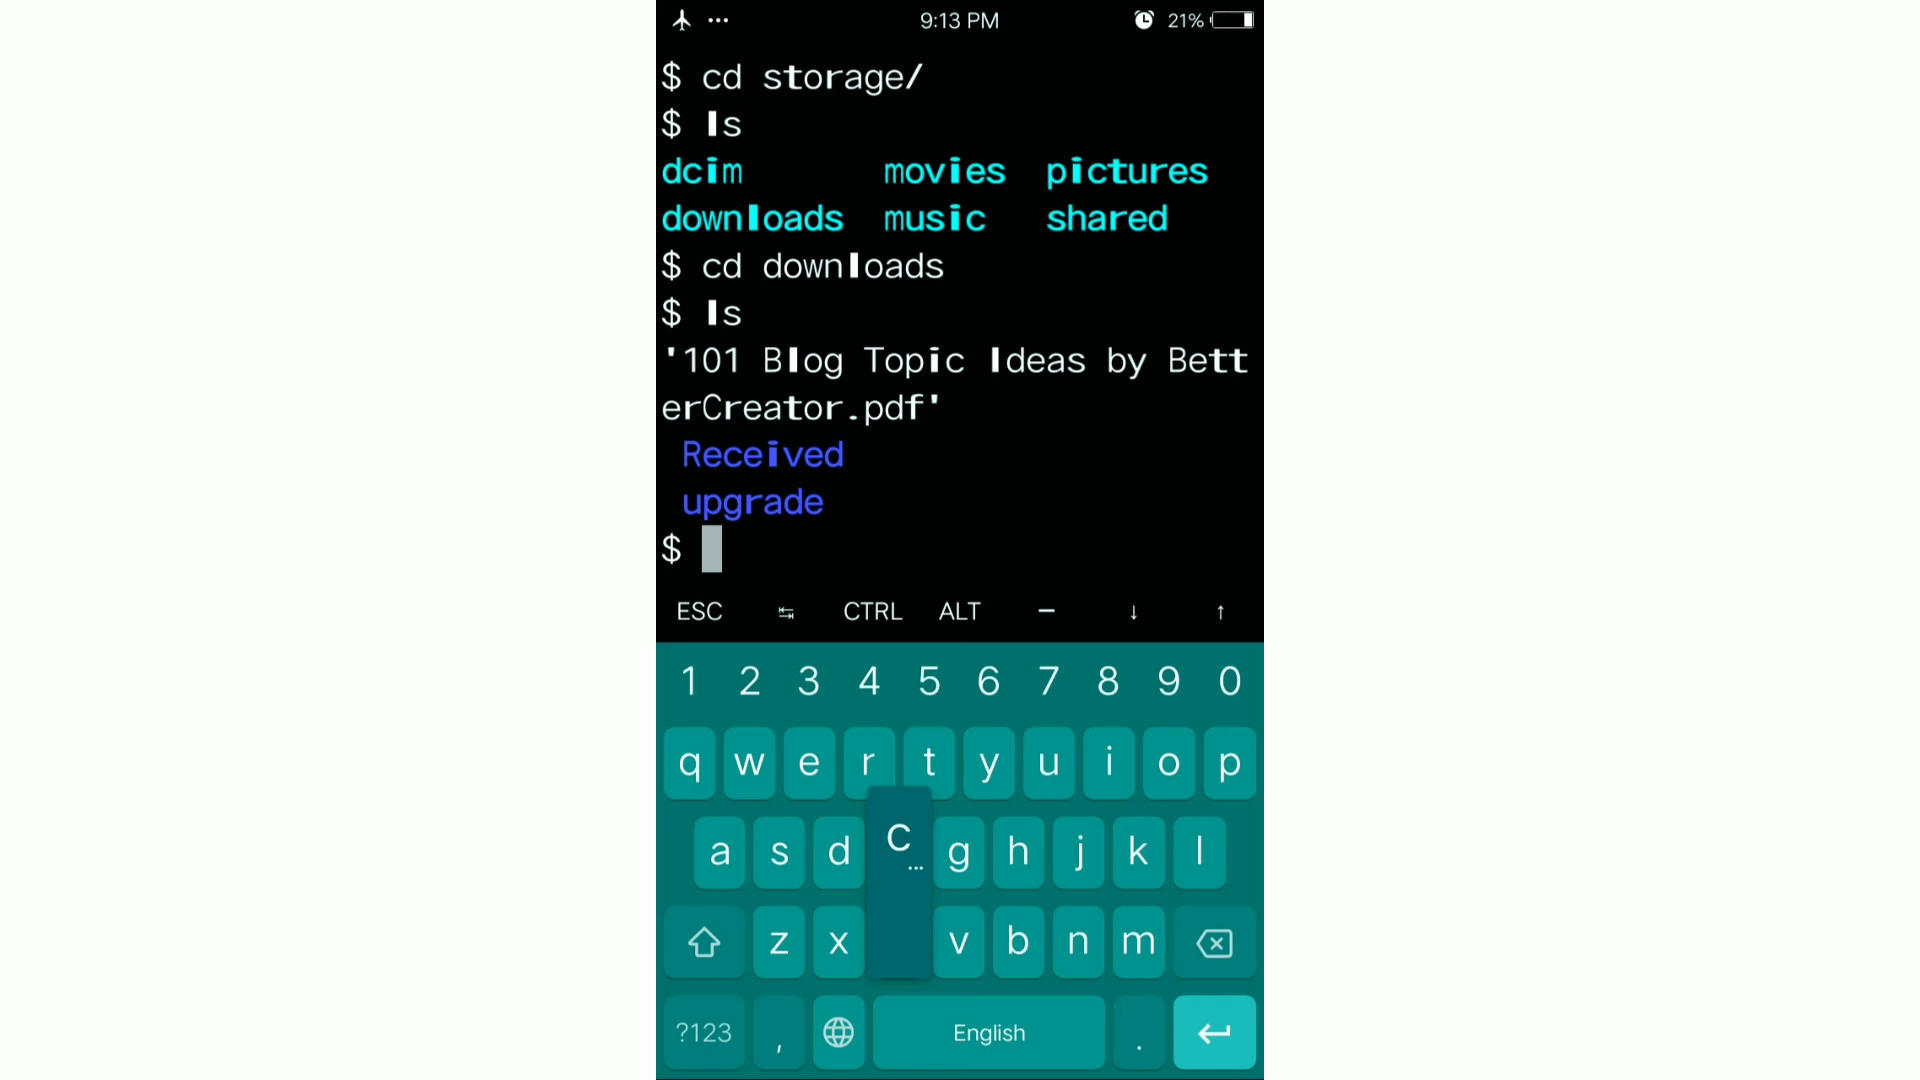 9:13 PM 21%
$ cd storage/
$ ls
dcim movies pictures
downloads music shared
$ cd downloads
$ ls
'101 Blog Topic Ideas by Bett
erCreator.pdf'
Received
upgrade
$
ESC CTRL ALT — ↓ ↑
1 2 3 4 5 6 7 8 9 0
q w e r t y u i o p
a s d c... g h j k l
z x v b n m
?123 , English .